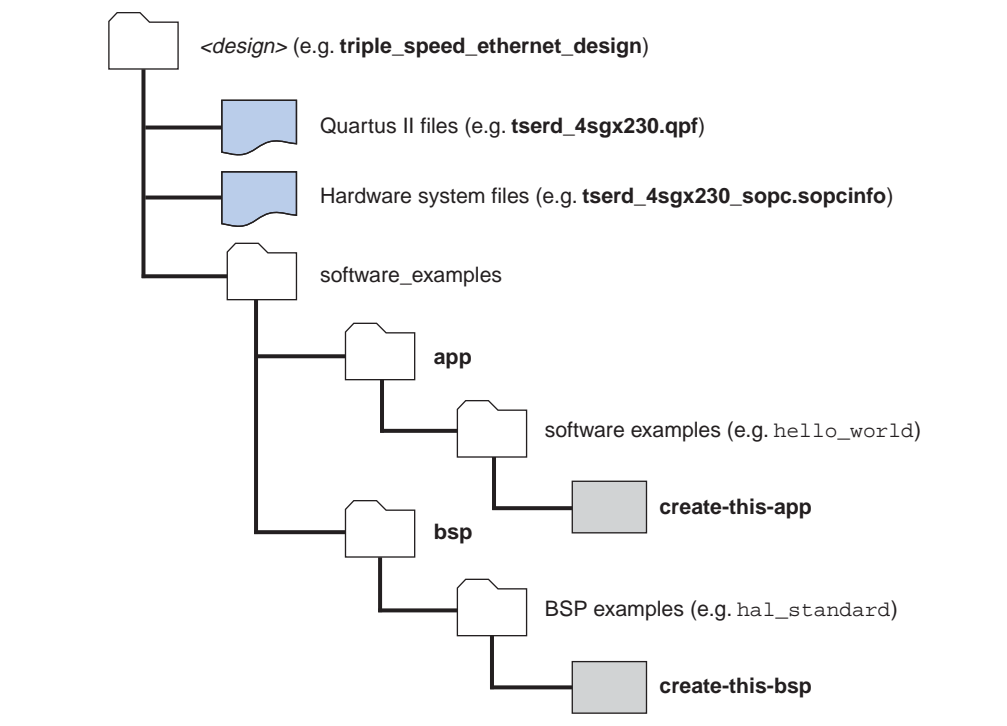 <design> (e.g. triple_speed_ethernet_design)
Quartus II files (e.g. tserd_4sgx230.qpf)
Hardware system files (e.g. tserd_4sgx230_sopc.sopcinfo)
software_examples
app
software examples (e.g. hello_world)
create-this-app
bsp
BSP examples (e.g. hal_standard)
create-this-bsp